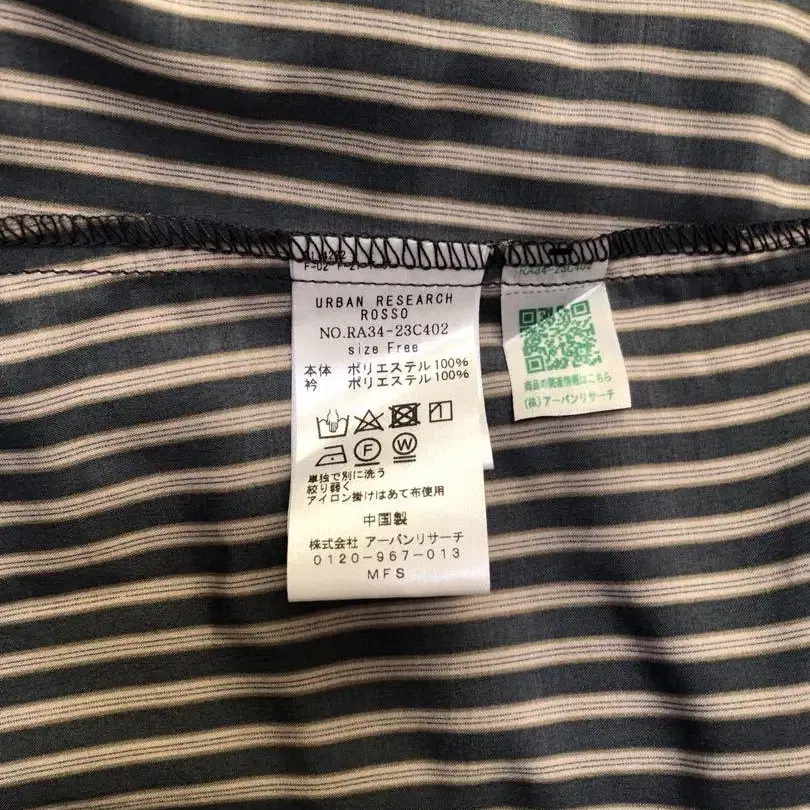 URBAN RESEARCH
ROSSO
NO.RA34-23C402
size Free
本体 ポリエステル100%
衿 ポリエステル100%
F
W
単独で別に洗う
絞り弱く
アイロン掛けはあて布使用
中国製
株式会社 アーバンリサーチ
0120-967-013
MFS
RA34-23C402
商品の関連情報はこちら
(株)アーバンリサーチ